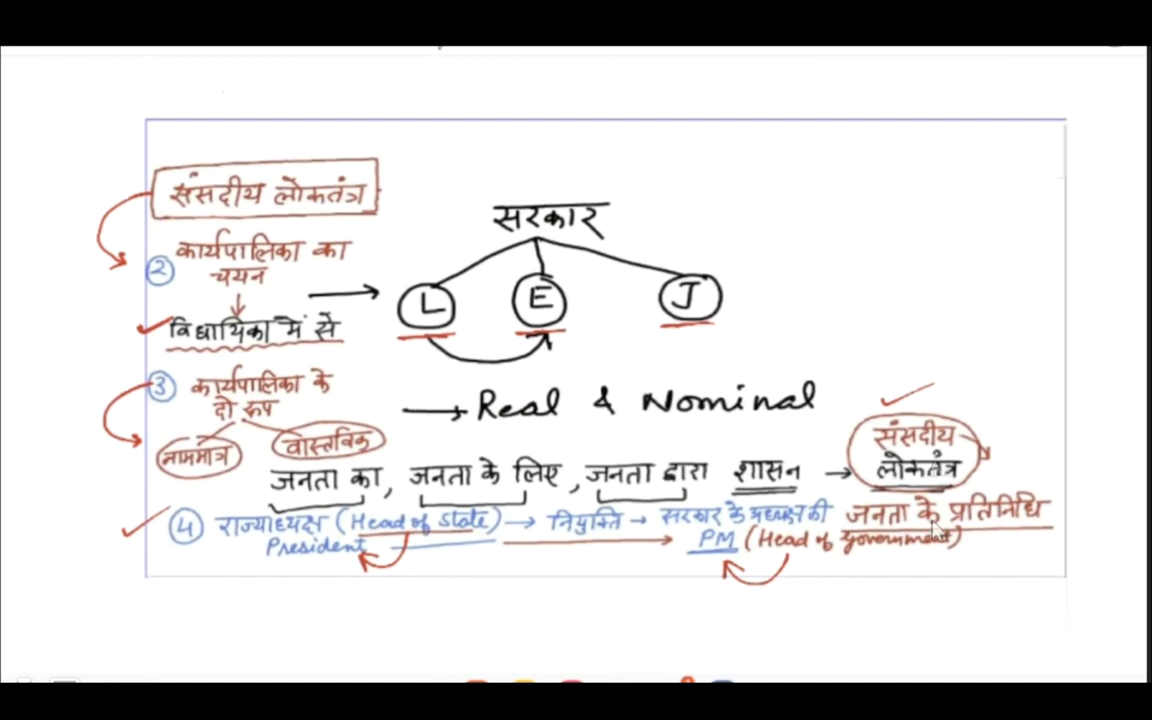 संसदीय लोकतंत्र
सरकार
② कार्यपालिका का
चयन
L E J
विधायिका में से
③ कार्यपालिका के
दो रूप
Real & Nominal
नाममात्र वास्तविक
संसदीय
लोकतंत्र
जनता का, जनता के लिए, जनता द्वारा शासन
④ राज्याध्यक्ष (Head of State) → नियुक्ति → सरकार के अध्यक्ष की
जनता के प्रतिनिधि
President PM (Head of Government)